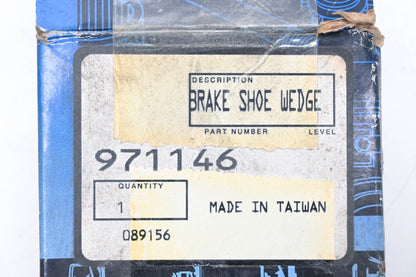 DESCRIPTION
BRAKE SHOE WEDGE
PART NUMBER LEVEL
971146
QUANTITY
1 MADE IN TAIWAN
089156